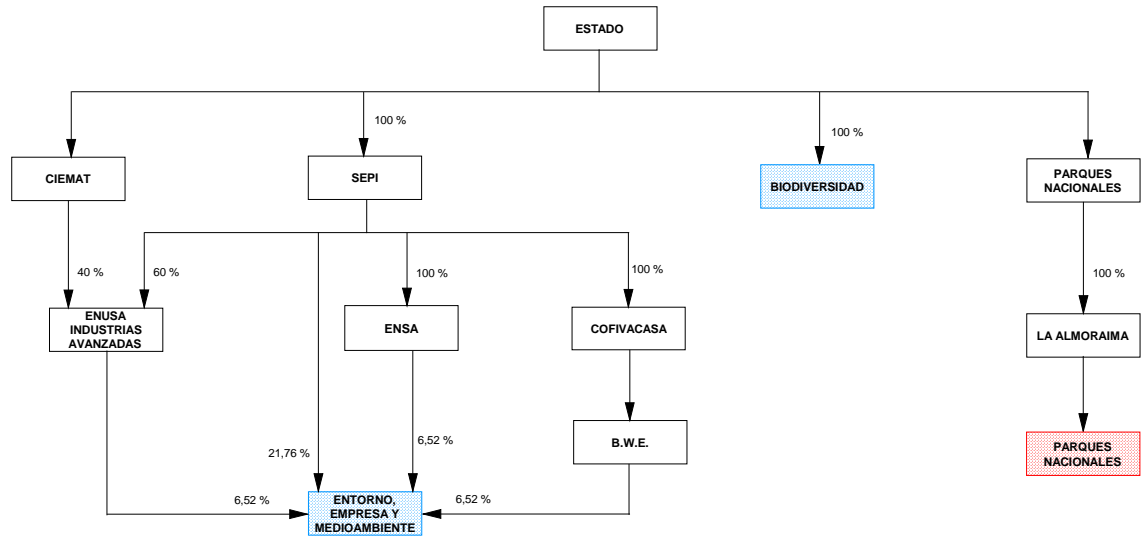 ESTADO
100 %
100 %
CIEMAT
SEPI
BIODIVERSIDAD
PARQUES
NACIONALES
40 %
60 %
100 %
100 %
100 %
ENUSA
INDUSTRIAS
AVANZADAS
ENSA
COFIVACASA
LA ALMORAIMA
B.W.E.
PARQUES
NACIONALES
21,76 %
6,52 %
6,52 %
6,52 %
ENTORNO,
EMPRESA Y
MEDIOAMBIENTE